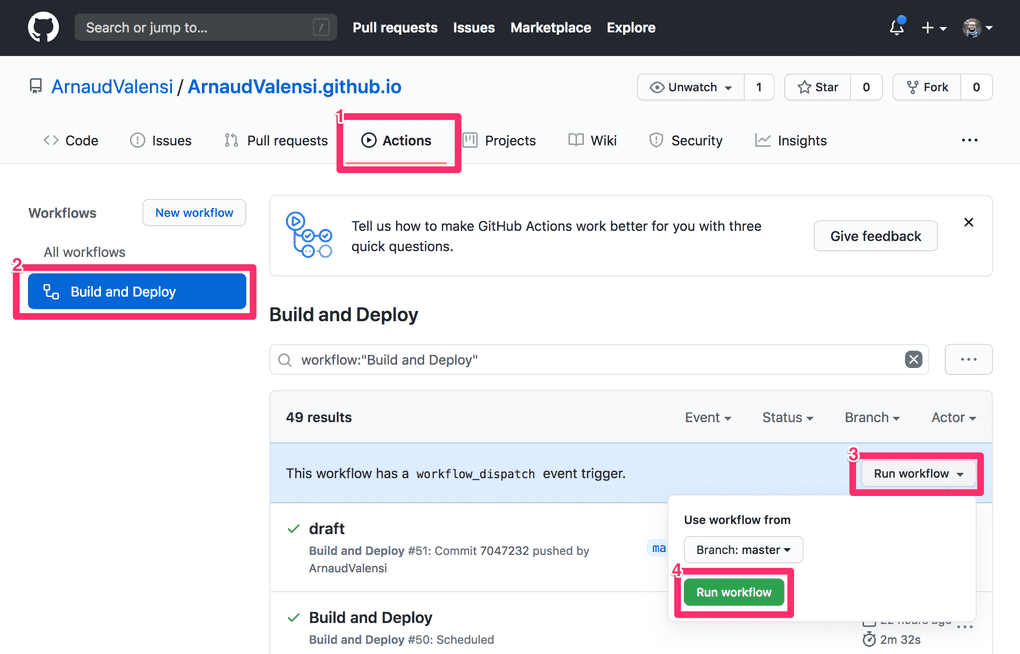 Search or jump to... /
Pull requests Issues Marketplace Explore
ArnaudValensi / ArnaudValensi.github.io
Unwatch 1 Star 0 Fork 0
1
Code Issues Pull requests Actions Projects Wiki Security Insights ...
Workflows New workflow
Tell us how to make GitHub Actions work better for you with three
quick questions.
Give feedback
All workflows
2
Build and Deploy
Build and Deploy
workflow:"Build and Deploy"
...
49 results Event Status Branch Actor
3
This workflow has a workflow_dispatch event trigger. Run workflow
Use workflow from
Branch: master
4
Run workflow
draft
Build and Deploy #51: Commit 7047232 pushed by
ArnaudValensi
ma
Build and Deploy
Build and Deploy #50: Scheduled
22 hours ago ...
2m 32s